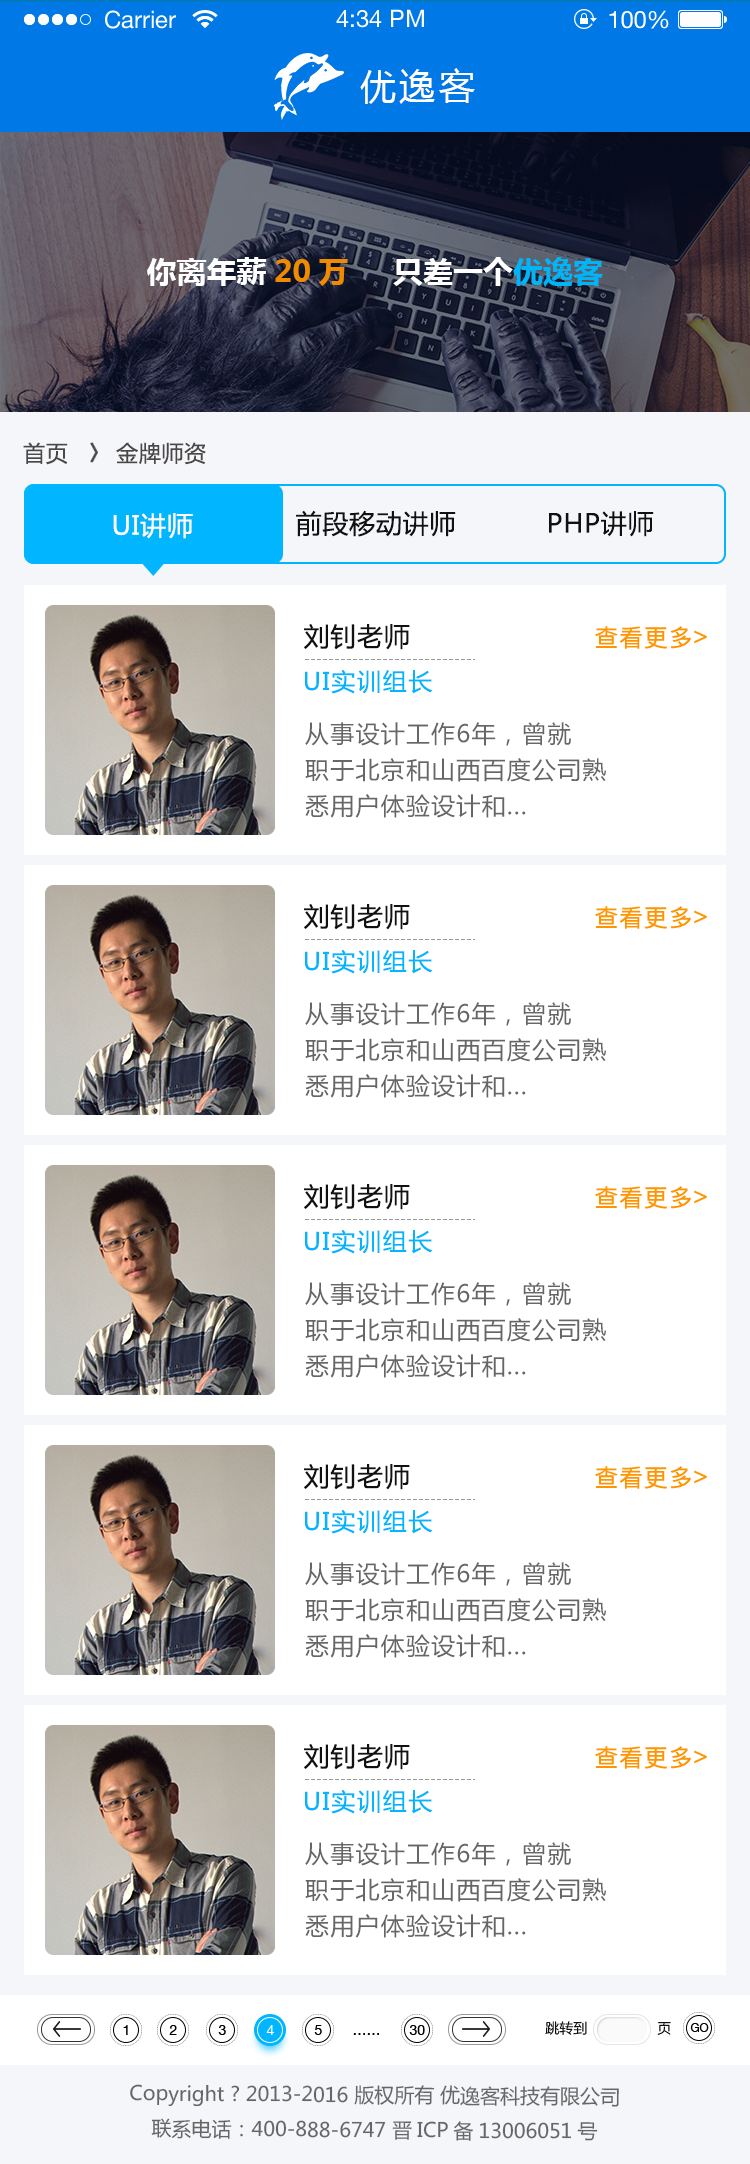 Carrier 4:34 PM 100%
优逸客
你离年薪 20 万 只差一个优逸客
首页 > 金牌师资
UI讲师 前段移动讲师 PHP讲师
刘钊老师 查看更多>
UI实训组长
从事设计工作6年，曾就
职于北京和山西百度公司熟
悉用户体验设计和...
刘钊老师 查看更多>
UI实训组长
从事设计工作6年，曾就
职于北京和山西百度公司熟
悉用户体验设计和...
刘钊老师 查看更多>
UI实训组长
从事设计工作6年，曾就
职于北京和山西百度公司熟
悉用户体验设计和...
刘钊老师 查看更多>
UI实训组长
从事设计工作6年，曾就
职于北京和山西百度公司熟
悉用户体验设计和...
刘钊老师 查看更多>
UI实训组长
从事设计工作6年，曾就
职于北京和山西百度公司熟
悉用户体验设计和...
1 2 3 4 5 ...... 30 跳转到 页 GO
Copyright ? 2013-2016 版权所有 优逸客科技有限公司
联系电话：400-888-6747 晋 ICP 备 13006051 号